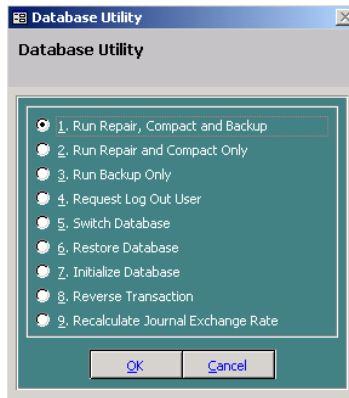 Database Utility
Database Utility
1. Run Repair, Compact and Backup
2. Run Repair and Compact Only
3. Run Backup Only
4. Request Log Out User
5. Switch Database
6. Restore Database
7. Initialize Database
8. Reverse Transaction
9. Recalculate Journal Exchange Rate
OK Cancel